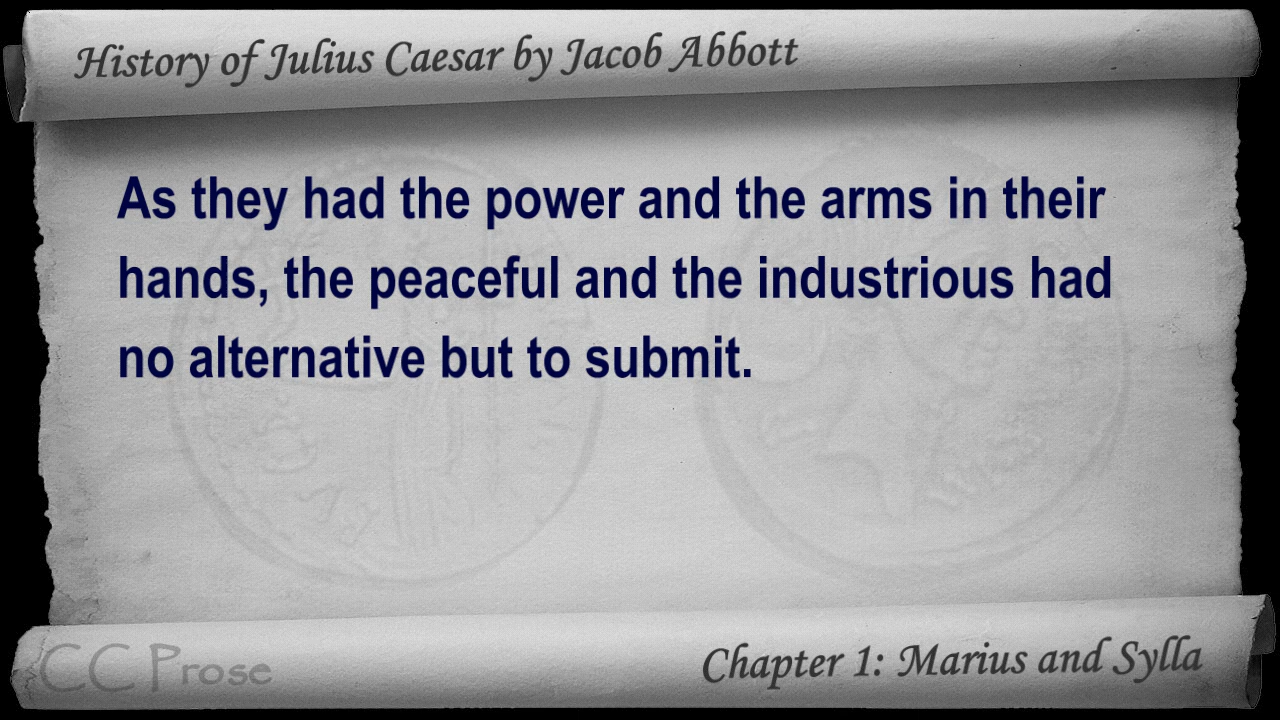 History of Julius Caesar by Jacob Abbott
As they had the power and the arms in their
hands, the peaceful and the industrious had
no alternative but to submit.
CC Prose
Chapter 1: Marius and Sylla